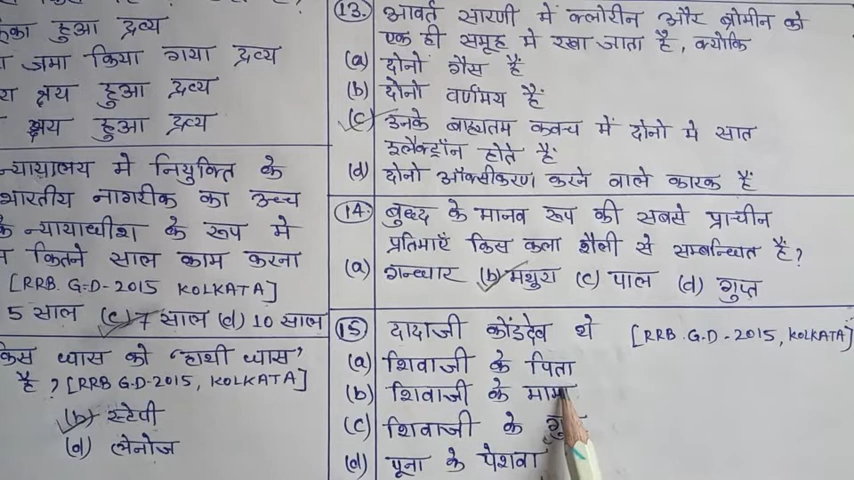 हुआ द्रव्य
जमा किया गया द्रव्य
क्षय हुआ द्रव्य
क्षय हुआ द्रव्य
न्यायालय मे नियुक्ति के
भारतीय नागरीक का उच्च
के न्यायाधीश के रूप मे
कितने साल काम करना
[RRB. G.D-2015 KOLKATA]
5 साल (c) 7 साल (d) 10 साल
किस घास को 'हाथी घास'
है ? [RRB G.D-2015, KOLKATA]
(b) स्टेपी
(d) लेनोज
13. आवर्त सारणी में क्लोरीन और ब्रोमीन को
एक ही समूह मे रखा जाता है, क्योंकि
(a) दोनो गैस हैं
(b) दोनो वर्णमय हैं
(c) उनके बाह्यतम कवच में दोनो मे सात
इलैक्ट्रॉन होते हैं
(d) दोनो ऑक्सीकरण करने वाले कारक हैं
14. बुद्ध के मानव रूप की सबसे प्राचीन
प्रतिमाएँ किस कला शैली से सम्बन्धित हैं?
(a) गन्धार (b) मथुरा (c) पाल (d) गुप्त
15 दादाजी कोंडदेव थे [RRB G.D-2015, KOLKATA]
(a) शिवाजी के पिता
(b) शिवाजी के मामा
(c) शिवाजी के
(d) पूना के पेशवा